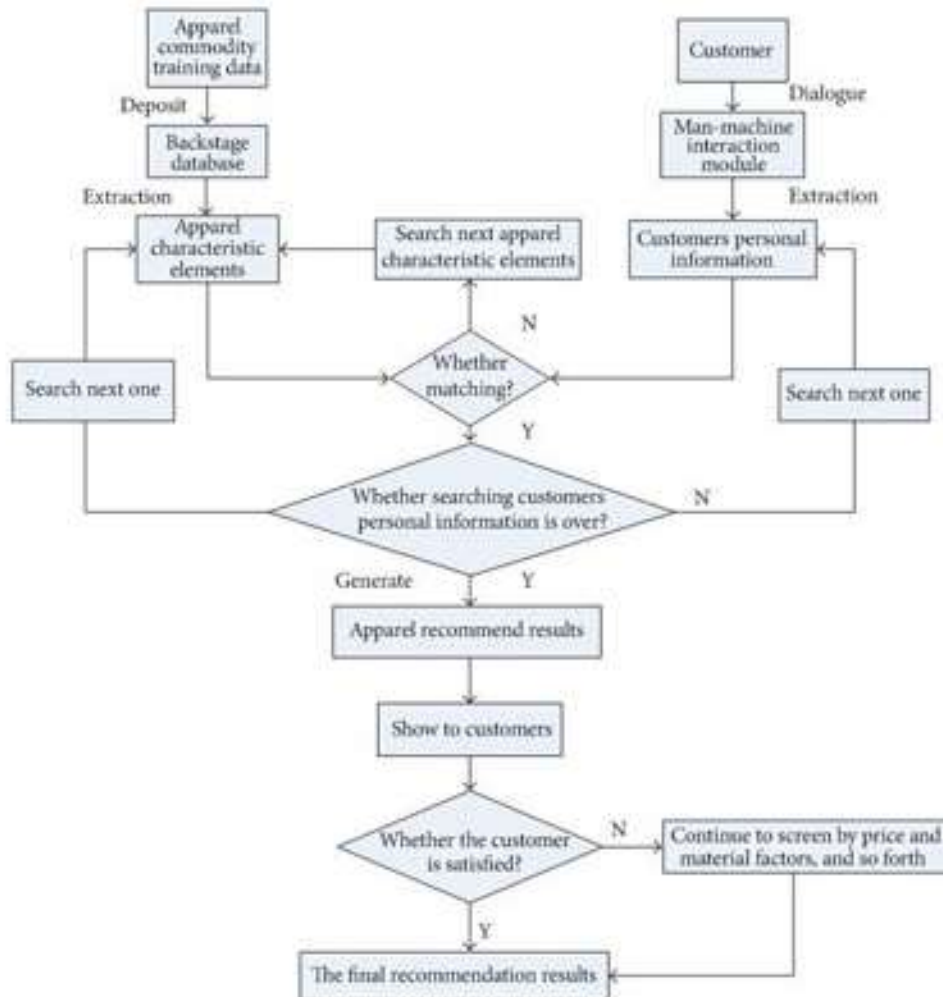 Apparel
commodity
training data
Customer
Deposit
Dialogue
Backstage
database
Man-machine
interaction
module
Extraction
Extraction
Apparel
characteristic
elements
Search next apparel
characteristic elements
Customers personal
information
N
Whether
matching?
Search next one
Search next one
Y
Whether searching customers
personal information is over?
N
Generate
Y
Apparel recommend results
Show to customers
Whether the customer
is satisfied?
N
Continue to screen by price and
material factors, and so forth
Y
The final recommendation results